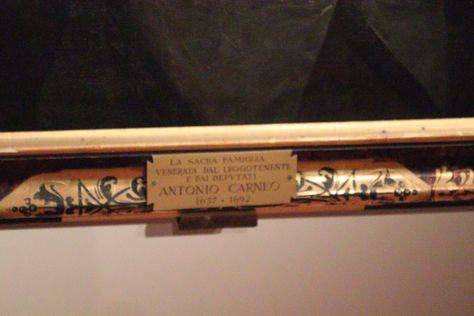 LA SACRA FAMIGLIA
VENERATA DAL LUOGOTENENTE
E DAI DEPUTATI
ANTONIO CARNEO
1637 • 1692